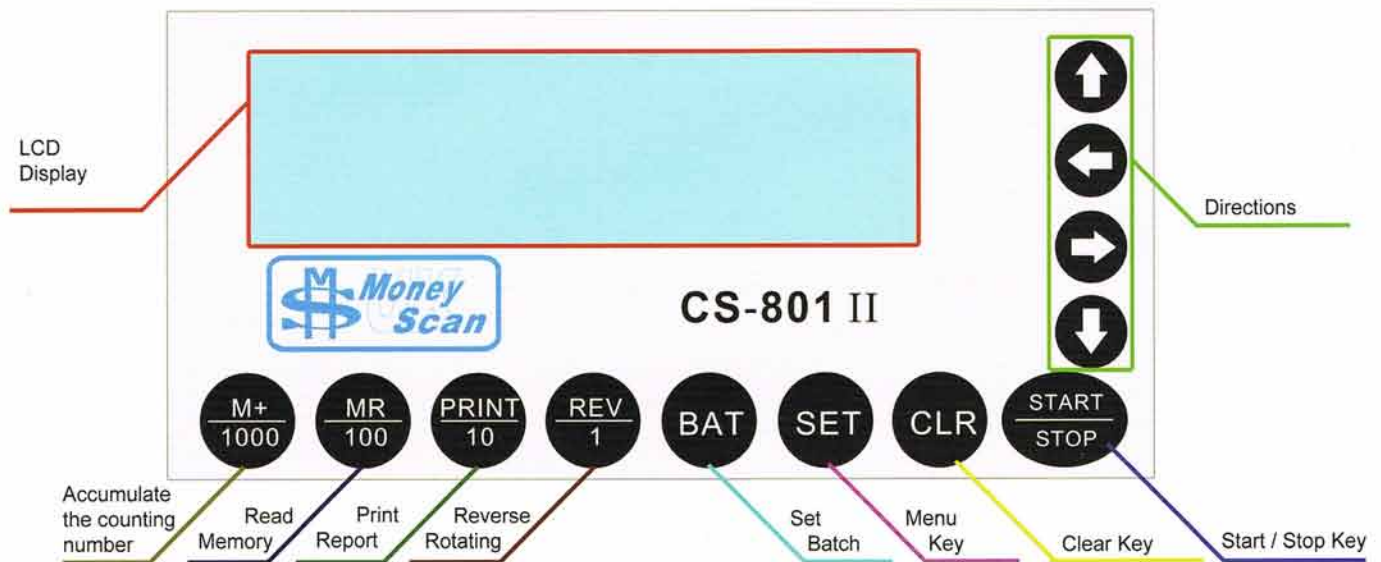 LCD
Display
Directions
M
Money
Scan
CS-801 II
M+
1000
MR
100
PRINT
10
REV
1
BAT
SET
CLR
START
STOP
Accumulate
the counting
number
Read
Memory
Print
Report
Reverse
Rotating
Set
Batch
Menu
Key
Clear Key
Start / Stop Key